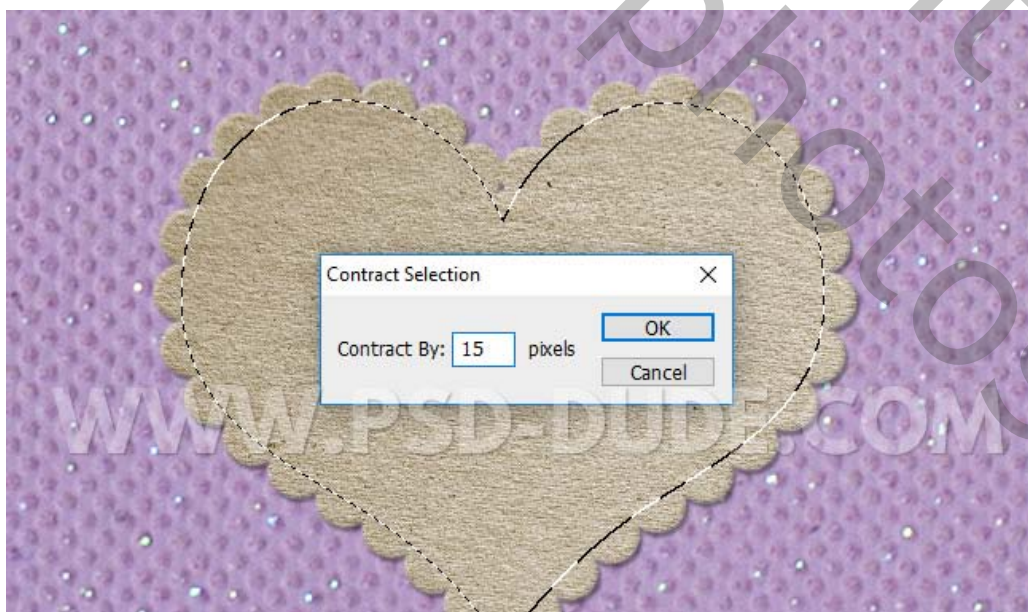 Contract Selection
Contract By: 15 pixels
OK
Cancel
WWW.PSD-DUDE.COM